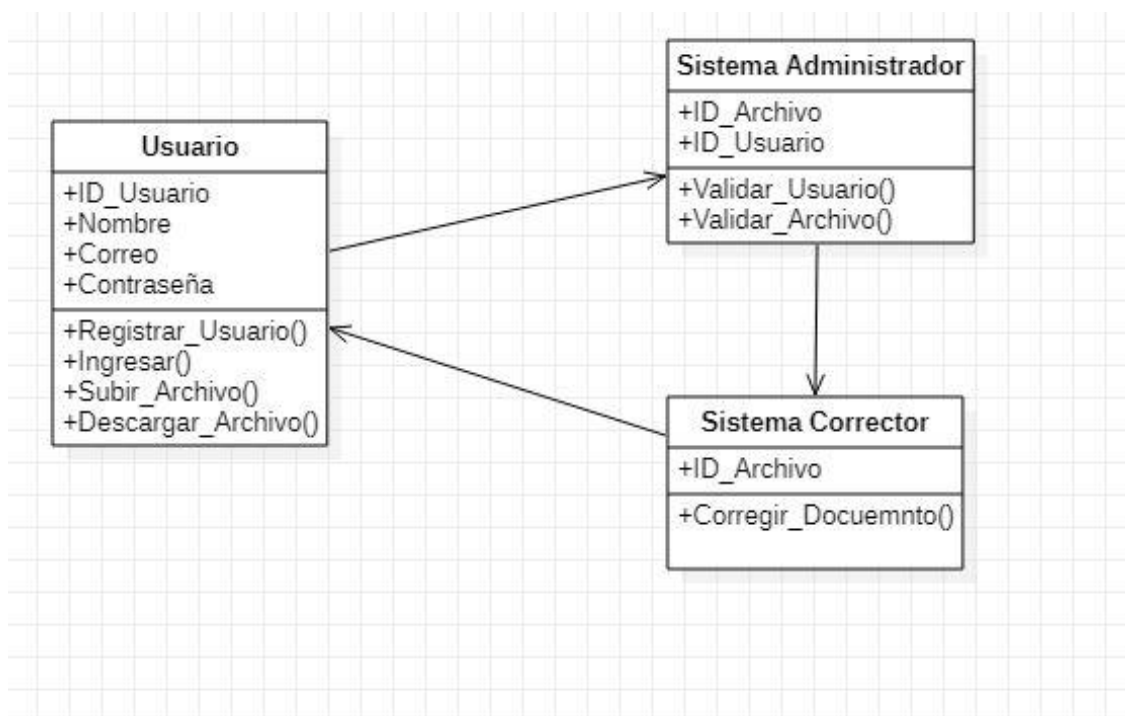 Usuario
+ID_Usuario
+Nombre
+Correo
+Contraseña
+Registrar_Usuario()
+Ingresar()
+Subir_Archivo()
+Descargar_Archivo()
Sistema Administrador
+ID_Archivo
+ID_Usuario
+Validar_Usuario()
+Validar_Archivo()
Sistema Corrector
+ID_Archivo
+Corregir_Docuemnto()